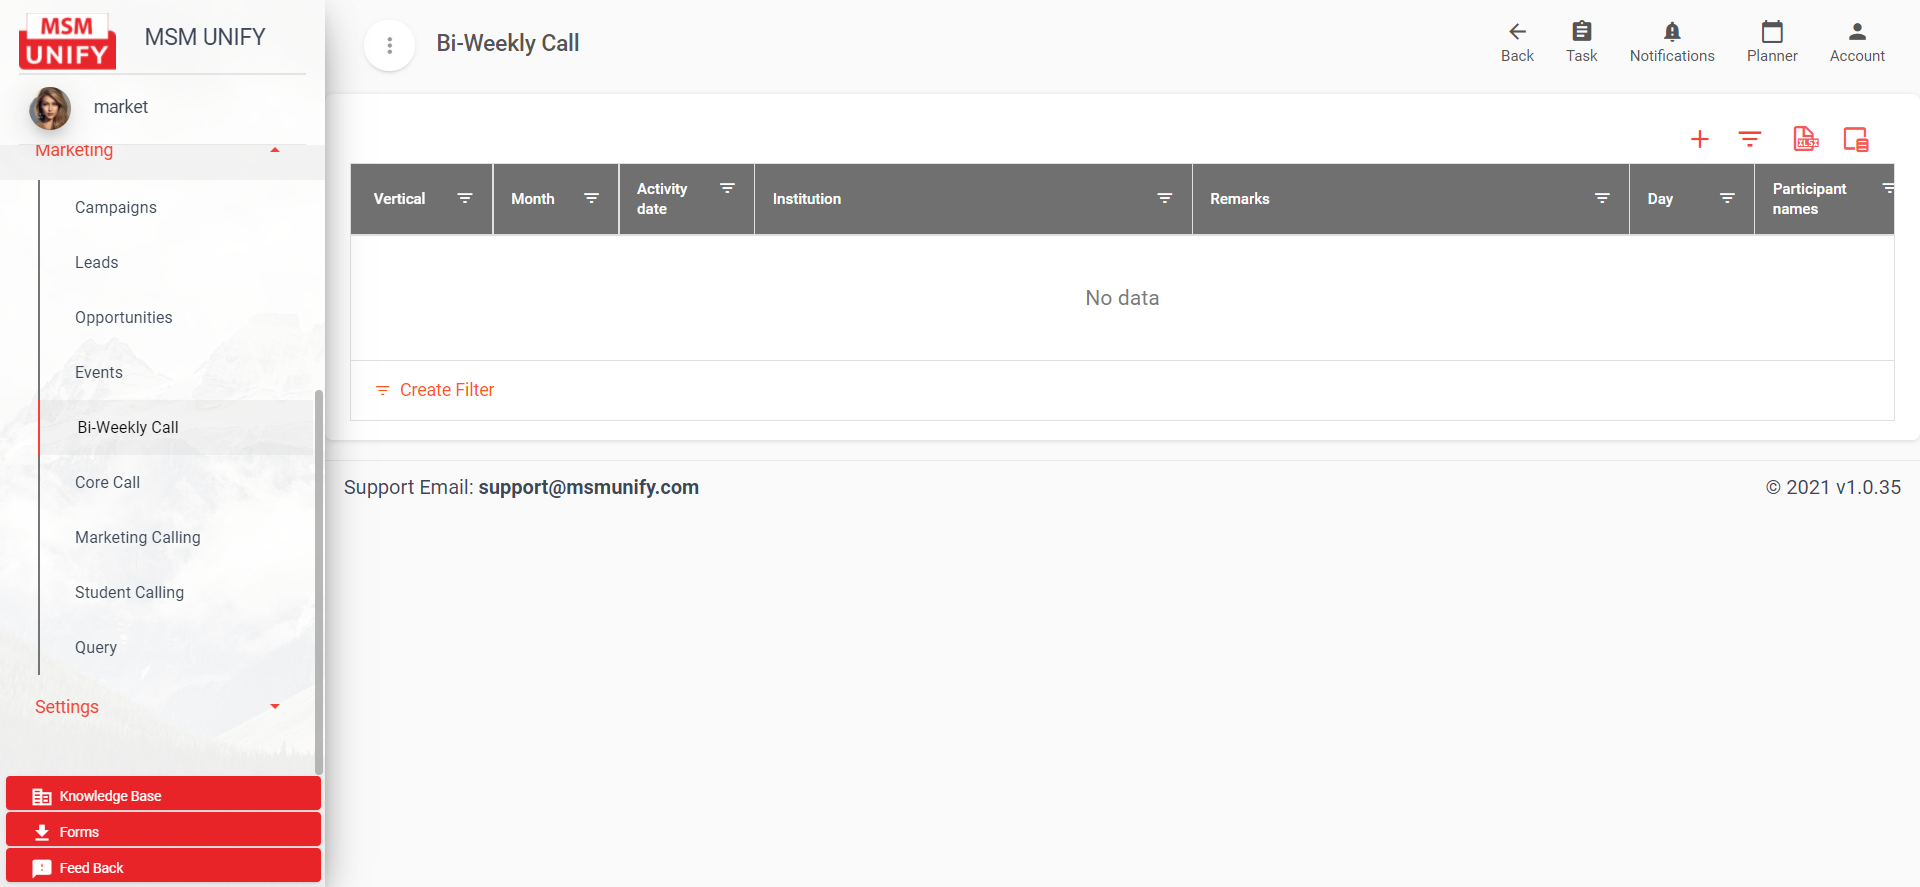 MSM
UNIFY
MSM UNIFY
market
Marketing
Campaigns
Leads
Opportunities
Events
Bi-Weekly Call
Core Call
Marketing Calling
Student Calling
Query
Settings
Knowledge Base
Forms
Feed Back
Bi-Weekly Call
Back
Task
Notifications
Planner
Account
XLSX
Vertical
Month
Activity
date
Institution
Remarks
Day
Participant
names
No data
Create Filter
Support Email: support@msmunify.com
© 2021 v1.0.35